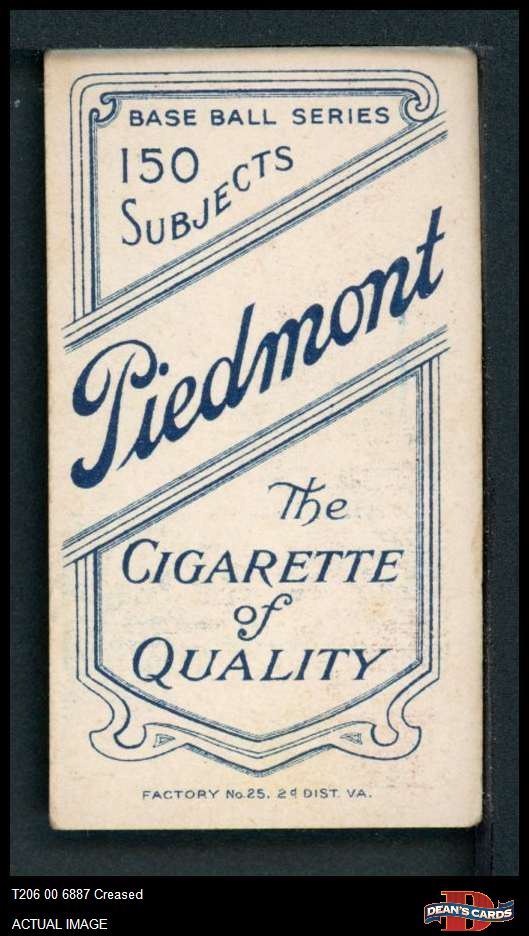 BASE BALL SERIES
150
SUBJECTS
Piedmont
The
CIGARETTE
of
QUALITY
FACTORY No.25. 2d DIST. VA.
T206 00 6887 Creased
ACTUAL IMAGE
DEAN'S CARDS